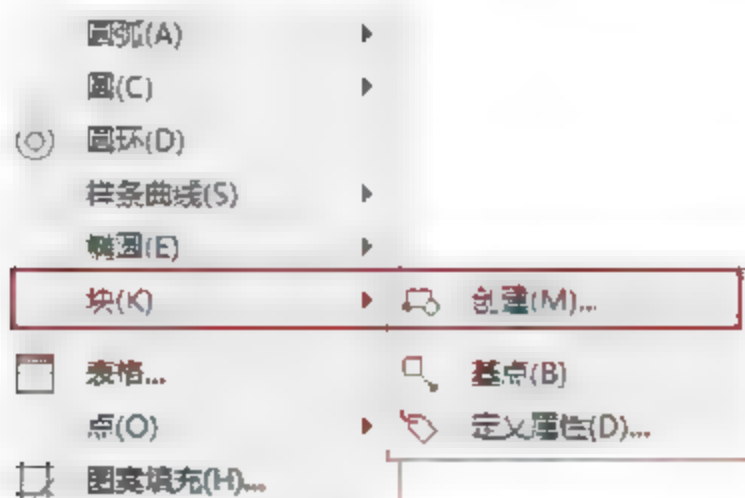 圆弧(A)
圆(C)
圆环(D)
样条曲线(S)
椭圆(E)
块(K)
创建(M)...
表格...
基点(B)
点(O)
定义属性(D)...
图案填充(H)...